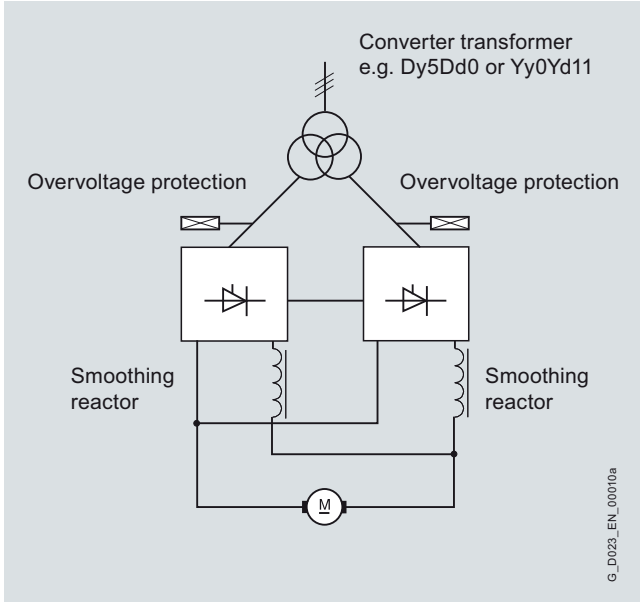 Converter transformer
e.g. Dy5Dd0 or Yy0Yd11
Overvoltage protection
Overvoltage protection
Smoothing
reactor
Smoothing
reactor
M
G_D023_EN_00010a